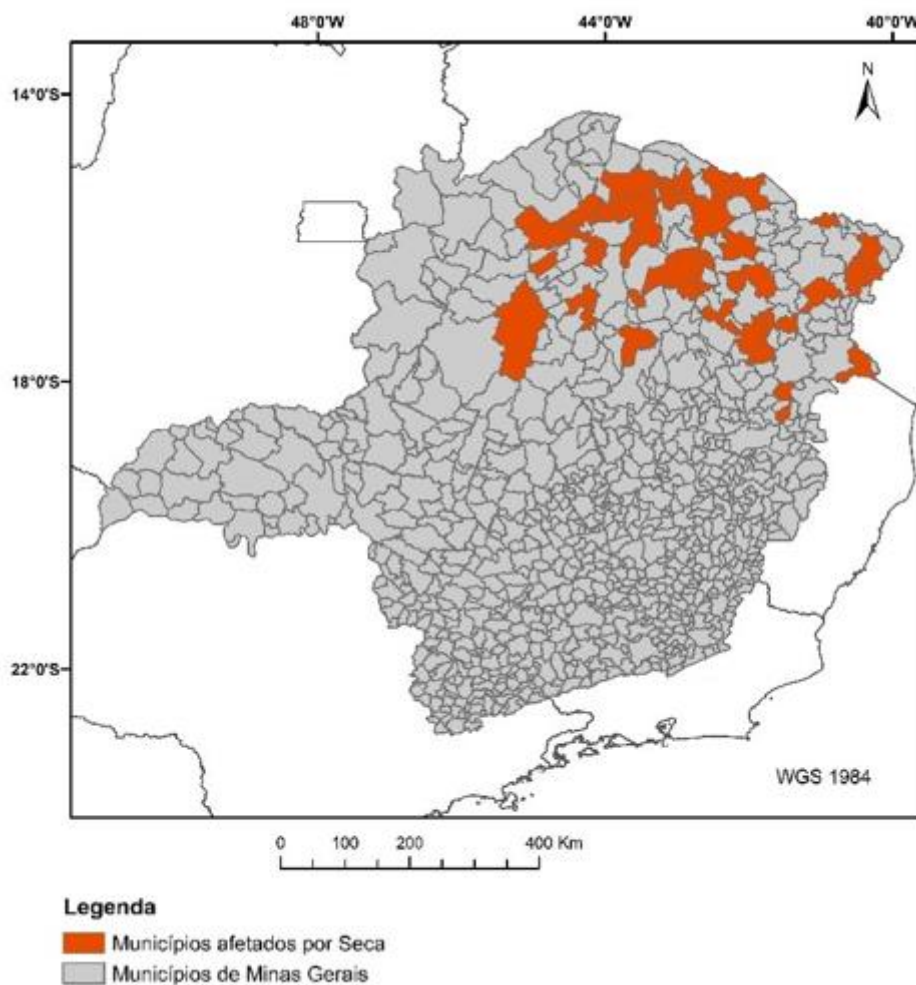 48°0'W 44°0'W 40°0'W
N
14°0'S
18°0'S
22°0'S
WGS 1984
0 100 200 400 Km
Legenda
Municípios afetados por Seca
Municípios de Minas Gerais